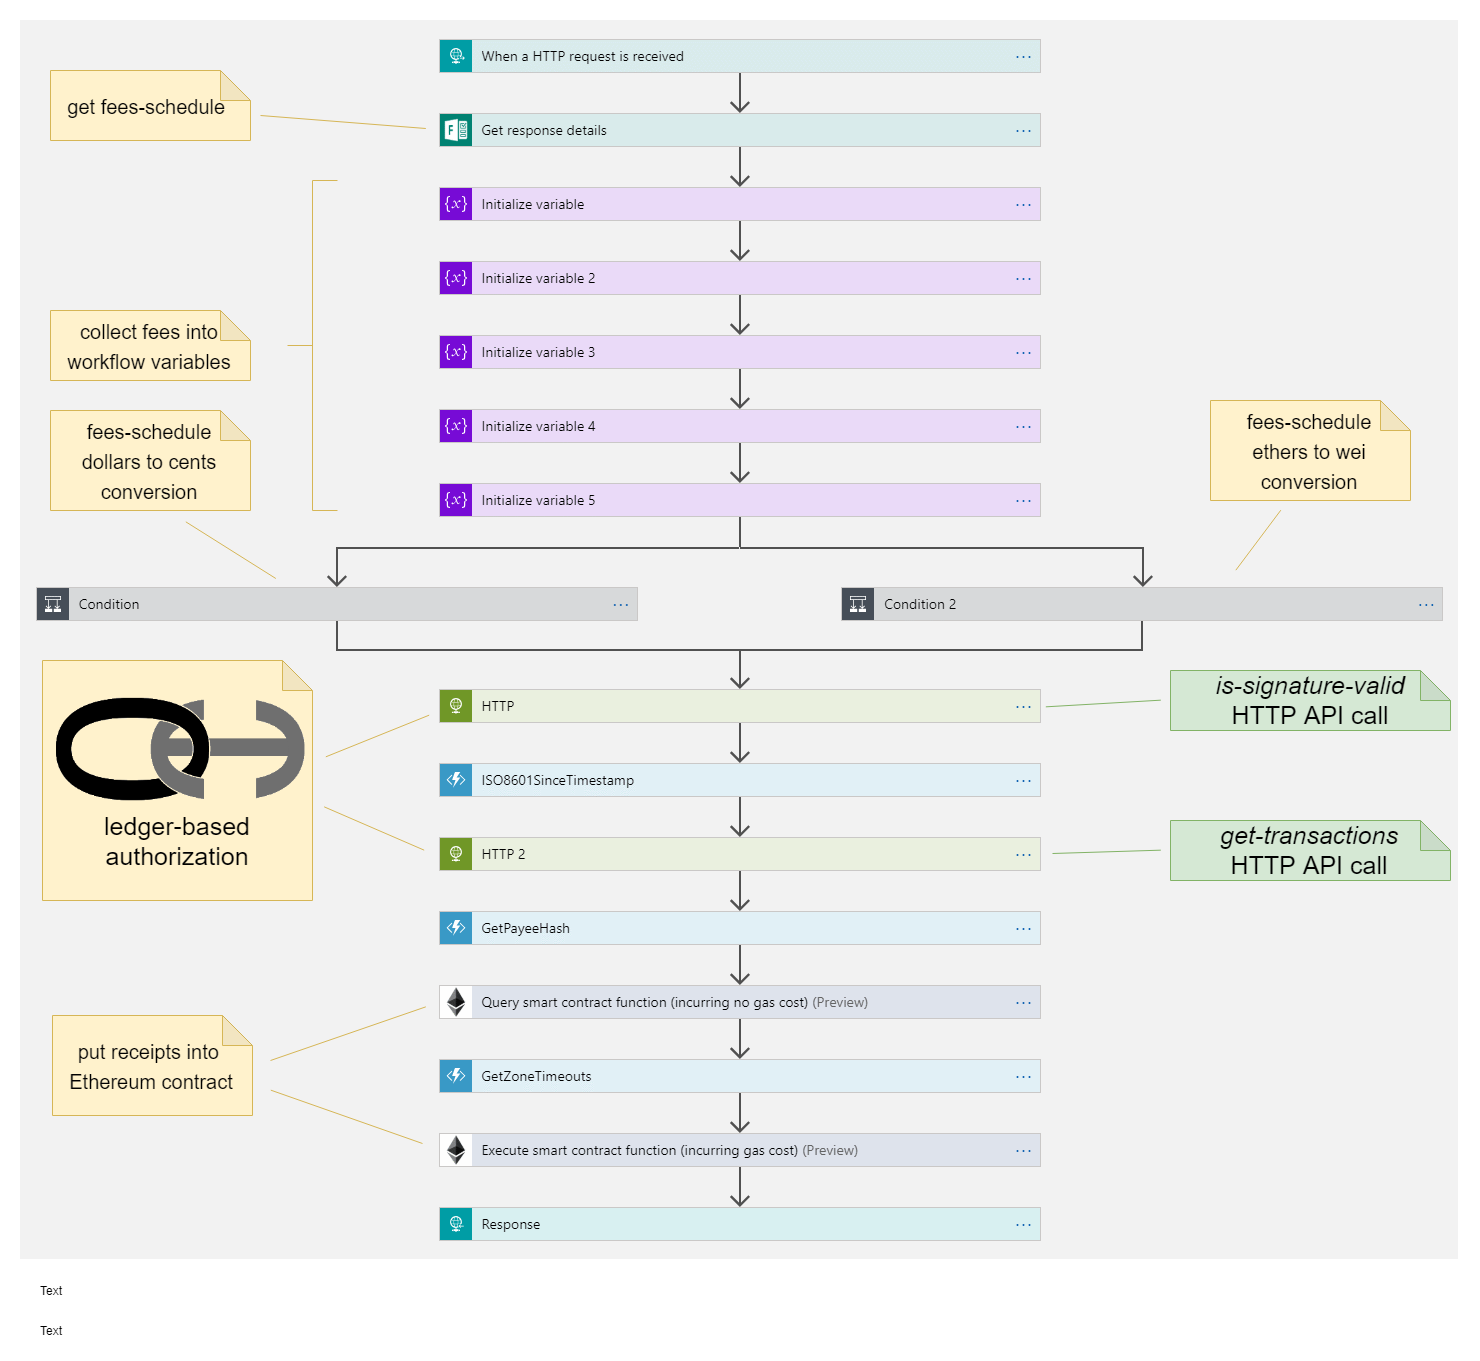 When a HTTP request is received
get fees-schedule
Get response details
Initialize variable
Initialize variable 2
collect fees into
workflow variables
Initialize variable 3
Initialize variable 4
fees-schedule
dollars to cents
conversion
fees-schedule
ethers to wei
conversion
Initialize variable 5
Condition
Condition 2
HTTP
is-signature-valid
HTTP API call
ISO8601SinceTimestamp
ledger-based
authorization
HTTP 2
get-transactions
HTTP API call
GetPayeeHash
Query smart contract function (incurring no gas cost) (Preview)
put receipts into
Ethereum contract
GetZoneTimeouts
Execute smart contract function (incurring gas cost) (Preview)
Response
Text
Text